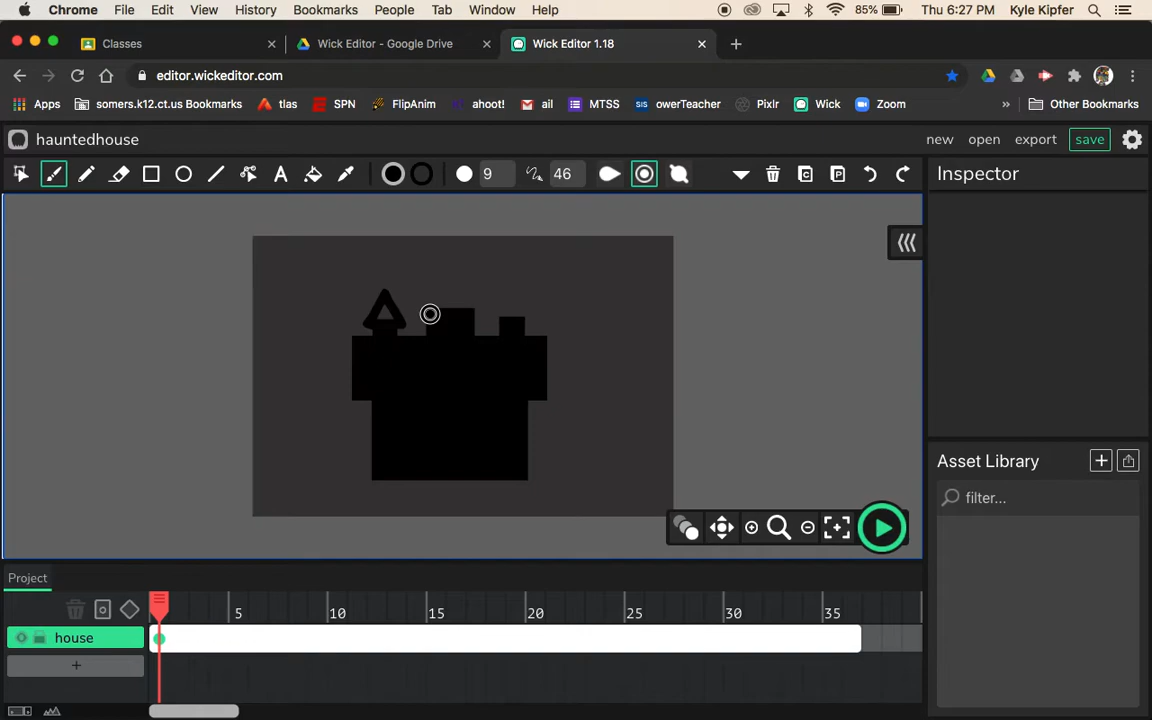 Chrome File Edit View History Bookmarks People Tab Window Help 85% Thu 6:27 PM Kyle Kipfer
Classes Wick Editor - Google Drive Wick Editor 1.18
editor.wickeditor.com
Apps somers.k12.ct.us Bookmarks tlas SPN FlipAnim ahoot! ail MTSS SIS owerTeacher Pixlr Wick Zoom » Other Bookmarks
hauntedhouse new open export save
9 46 Inspector
Asset Library
filter...
Project
5 10 15 20 25 30 35
house